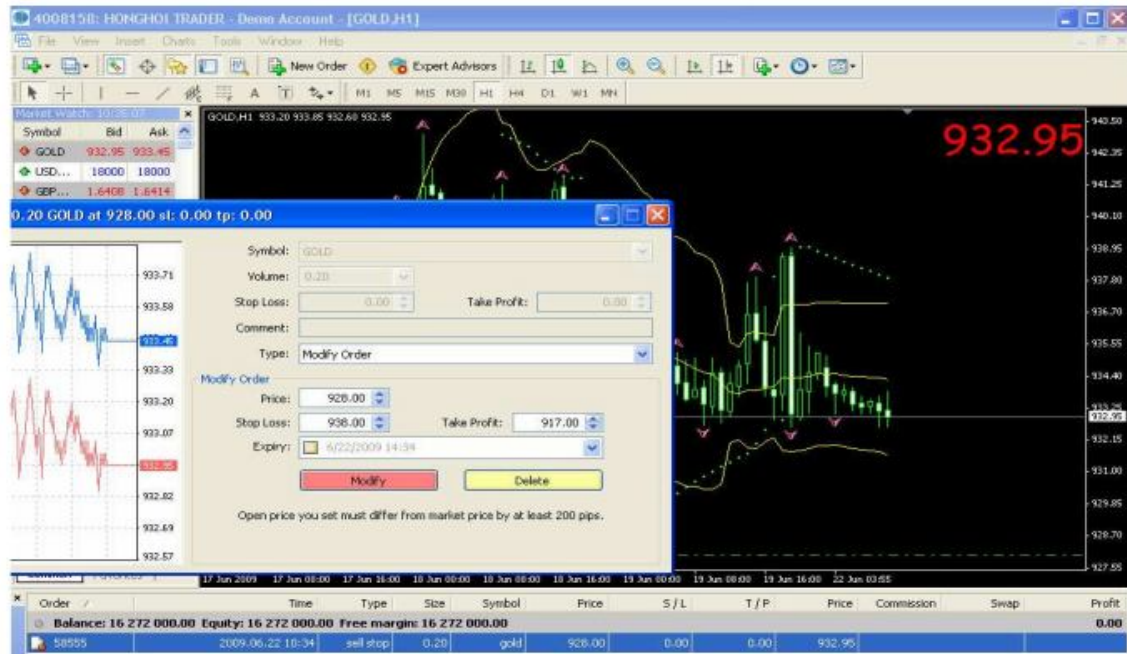 4008158: HONGHOI TRADER - Demo Account - [GOLD,H1]
File View Insert Charts Tools Window Help
New Order Expert Advisors
A T M1 M5 M15 M30 H1 H4 D1 W1 MN
Market Watch: 10:35:07
Symbol Bid Ask
GOLD 932.95 933.45
USD... 18000 18000
GBP... 1.6408 1.6414
GOLD,H1 933.20 933.85 932.60 932.95
932.95
942.35
941.25
940.10
938.95
937.80
936.70
935.55
934.40
932.95
932.15
931.00
929.85
928.70
927.55
0.20 GOLD at 928.00 sl: 0.00 tp: 0.00
933.71
933.58
933.45
933.33
933.20
933.07
932.95
932.82
932.69
932.57
Symbol: GOLD
Volume: 0.20
Stop Loss: 0.00 Take Profit: 0.00
Comment:
Type: Modify Order
Modify Order
Price: 928.00
Stop Loss: 938.00 Take Profit: 917.00
Expiry: 6/22/2009 14:34
Modify Delete
Open price you set must differ from market price by at least 200 pips.
17 Jun 2009 17 Jun 08:00 17 Jun 16:00 18 Jun 00:00 18 Jun 08:00 18 Jun 16:00 19 Jun 00:00 19 Jun 08:00 19 Jun 16:00 22 Jun 03:55
Order / Time Type Size Symbol Price S / L T / P Price Commission Swap Profit
Balance: 16 272 000.00 Equity: 16 272 000.00 Free margin: 16 272 000.00 0.00
58555 2009.06.22 10:34 sell stop 0.20 gold 928.00 0.00 0.00 932.95